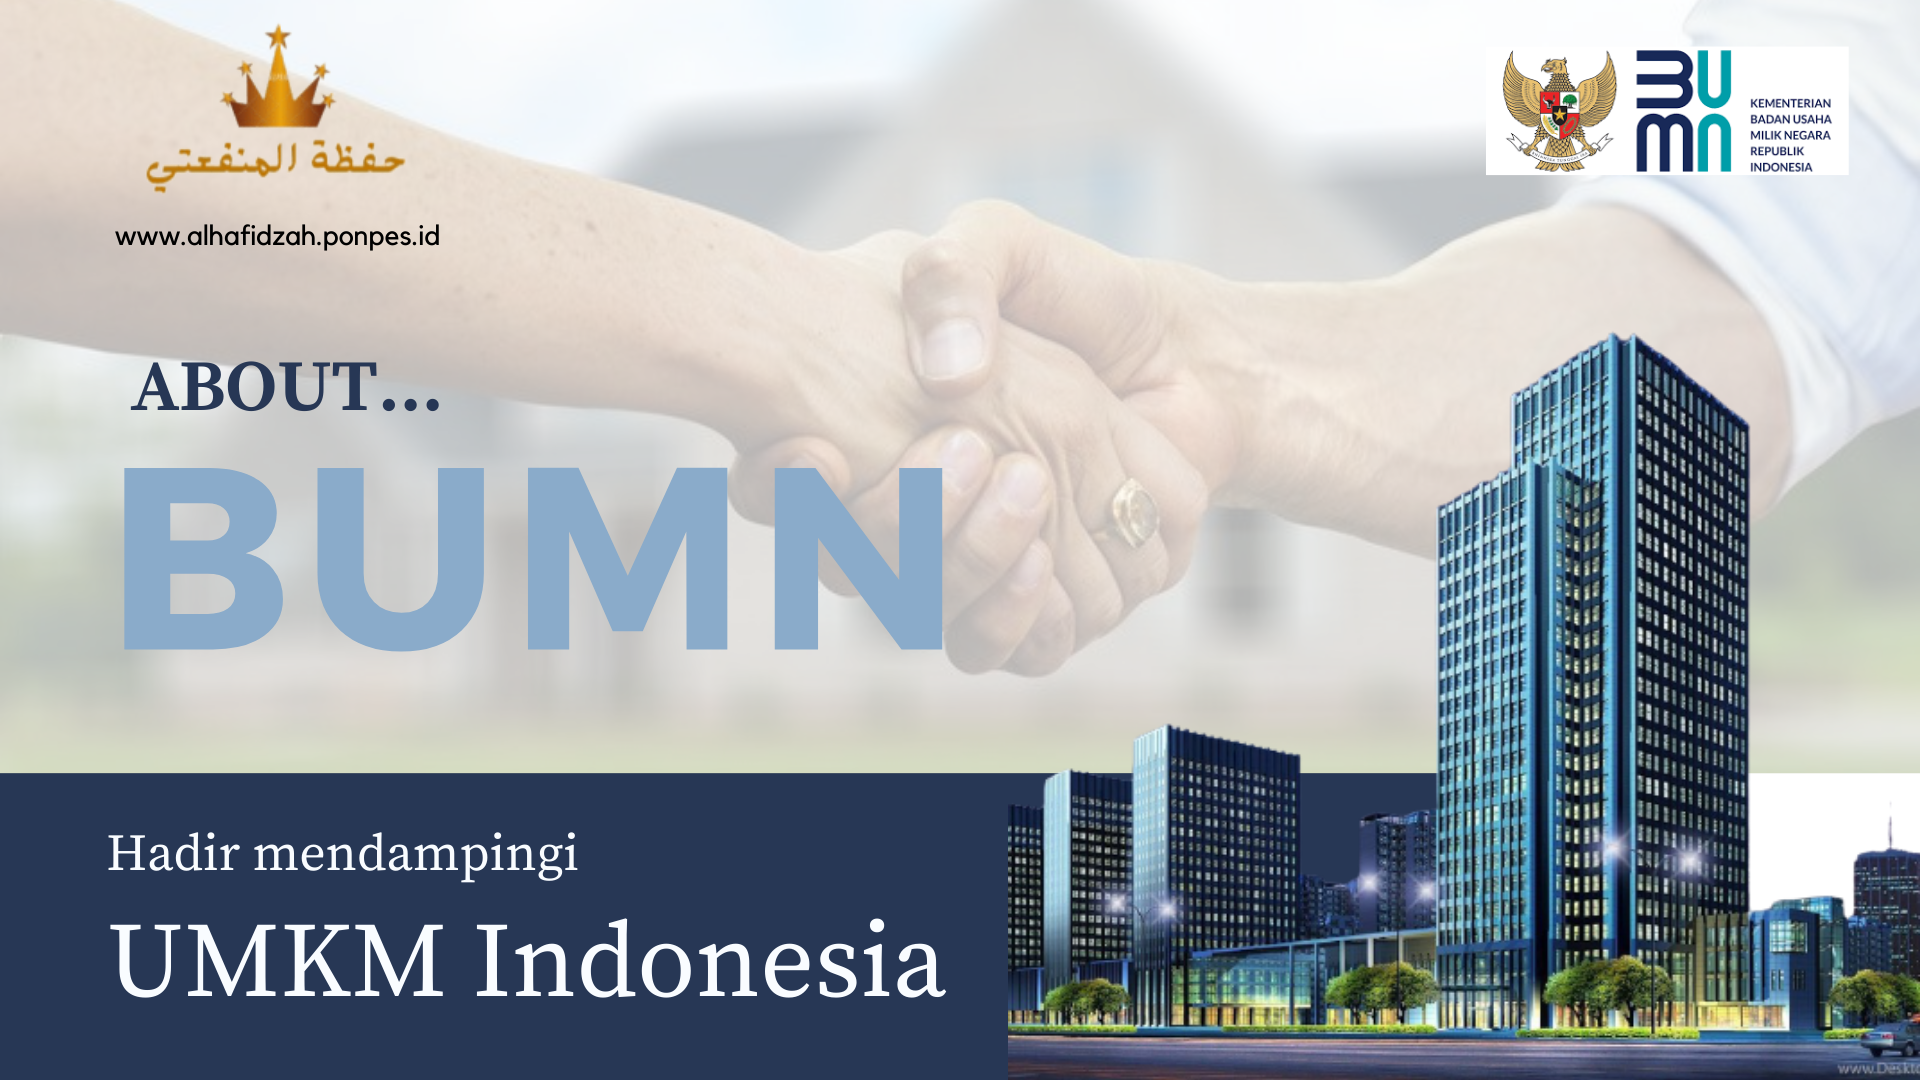 حفظة المنفعتي
www.alhafidzah.ponpes.id
BUMN
KEMENTERIAN
BADAN USAHA
MILIK NEGARA
REPUBLIK
INDONESIA
ABOUT...
BUMN
Hadir mendampingi
UMKM Indonesia